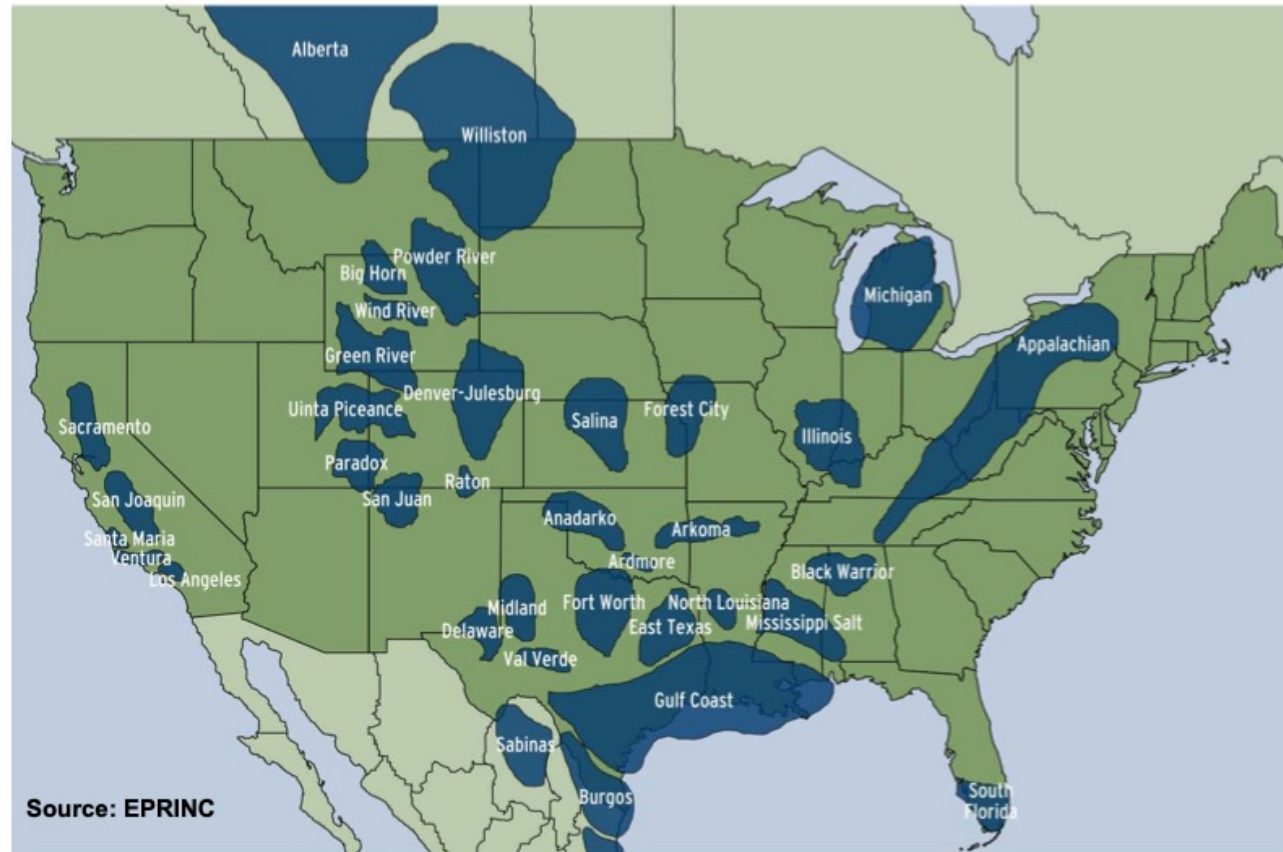 Alberta
Williston
Powder River
Big Horn
Wind River
Green River
Michigan
Appalachian
Denver-Julesburg
Uinta Piceance
Salina
Forest City
Illinois
Sacramento
Paradox
Raton
San Juan
San Joaquin
Santa Maria
Ventura
Los Angeles
Anadarko
Arkoma
Ardmore
Black Warrior
Midland
Fort Worth
North Louisiana
Mississippi Salt
Delaware
East Texas
Val Verde
Gulf Coast
Sabinas
Burgos
South
Florida
Source: EPRINC